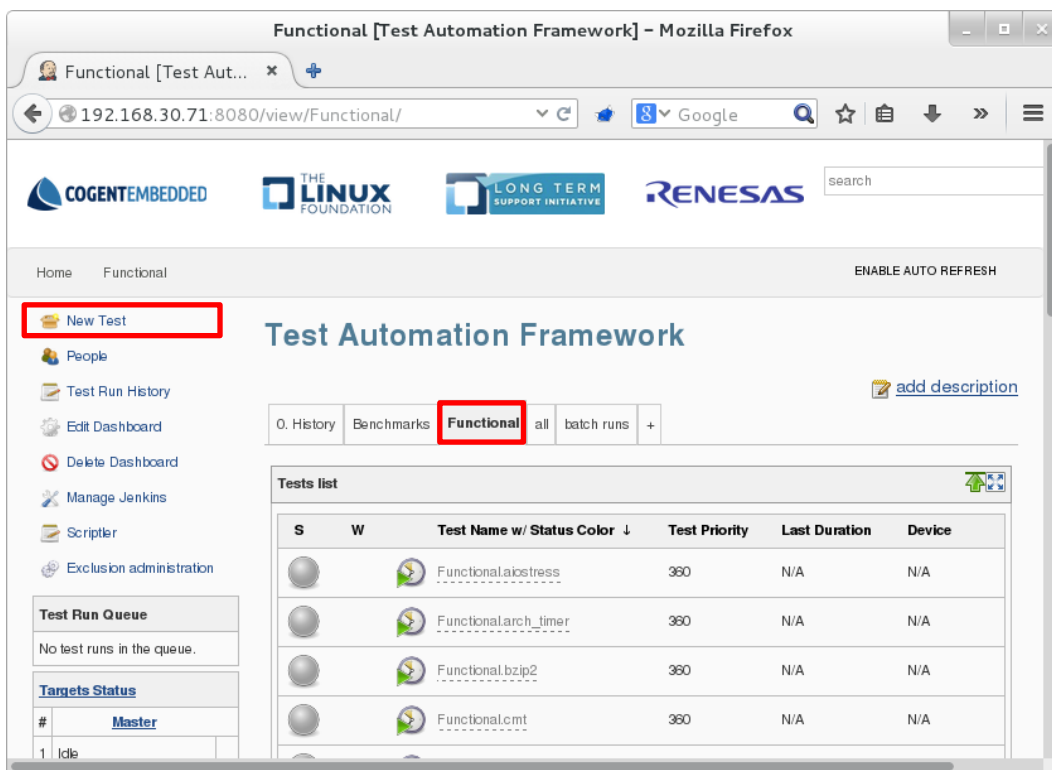 Functional [Test Automation Framework] – Mozilla Firefox
Functional [Test Aut...
192.168.30.71:8080/view/Functional/
8 Google
COGENTEMBEDDED
THE LINUX FOUNDATION
LONG TERM SUPPORT INITIATIVE
RENESAS
search
Home Functional ENABLE AUTO REFRESH
New Test
People
Test Run History
Edit Dashboard
Delete Dashboard
Manage Jenkins
Scriptler
Exclusion administration
Test Run Queue
No test runs in the queue.
Targets Status
# Master
1 Idle
Test Automation Framework
add description
0. History Benchmarks Functional all batch runs +
Tests list
S W Test Name w/ Status Color ↓ Test Priority Last Duration Device
Functional.aiostress 360 N/A N/A
Functional.arch_timer 360 N/A N/A
Functional.bzip2 360 N/A N/A
Functional.cmt 360 N/A N/A